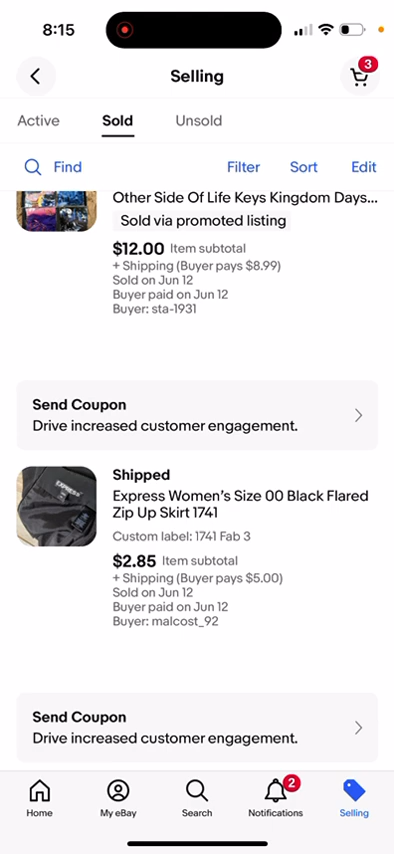 8:15
Selling
3
Active
Sold
Unsold
Find
Filter
Sort
Edit
Other Side Of Life Keys Kingdom Days...
Sold via promoted listing
$12.00 Item subtotal
+ Shipping (Buyer pays $8.99)
Sold on Jun 12
Buyer paid on Jun 12
Buyer: sta-1931
Send Coupon
Drive increased customer engagement.
EXPRESS
Shipped
Express Women's Size 00 Black Flared
Zip Up Skirt 1741
Custom label: 1741 Fab 3
$2.85 Item subtotal
+ Shipping (Buyer pays $5.00)
Sold on Jun 12
Buyer paid on Jun 12
Buyer: malcost_92
Send Coupon
Drive increased customer engagement.
2
Home
My eBay
Search
Notifications
Selling